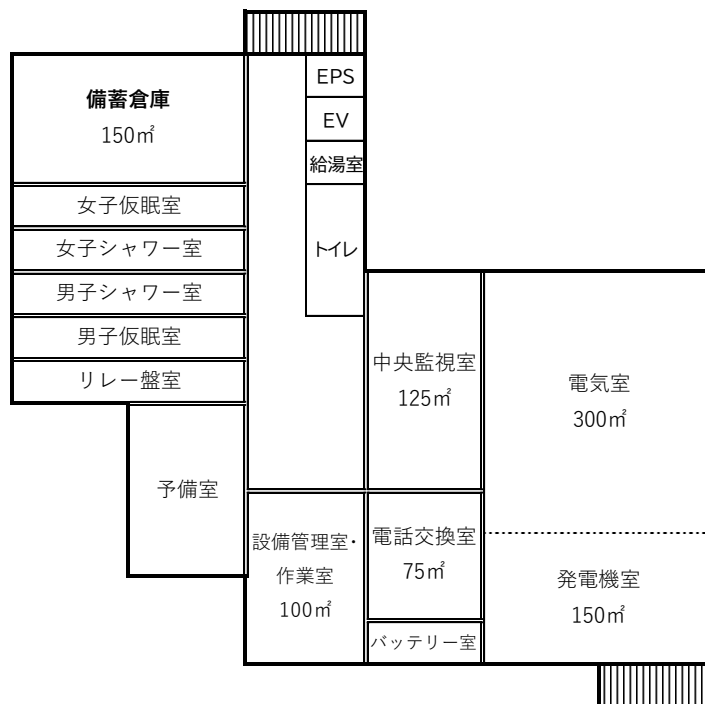 EPS
備蓄倉庫
150㎡
EV
給湯室
女子仮眠室
女子シャワー室
トイレ
男子シャワー室
男子仮眠室
リレー盤室
中央監視室
125㎡
電気室
300㎡
予備室
設備管理室・
作業室
100㎡
電話交換室
75㎡
発電機室
150㎡
バッテリー室